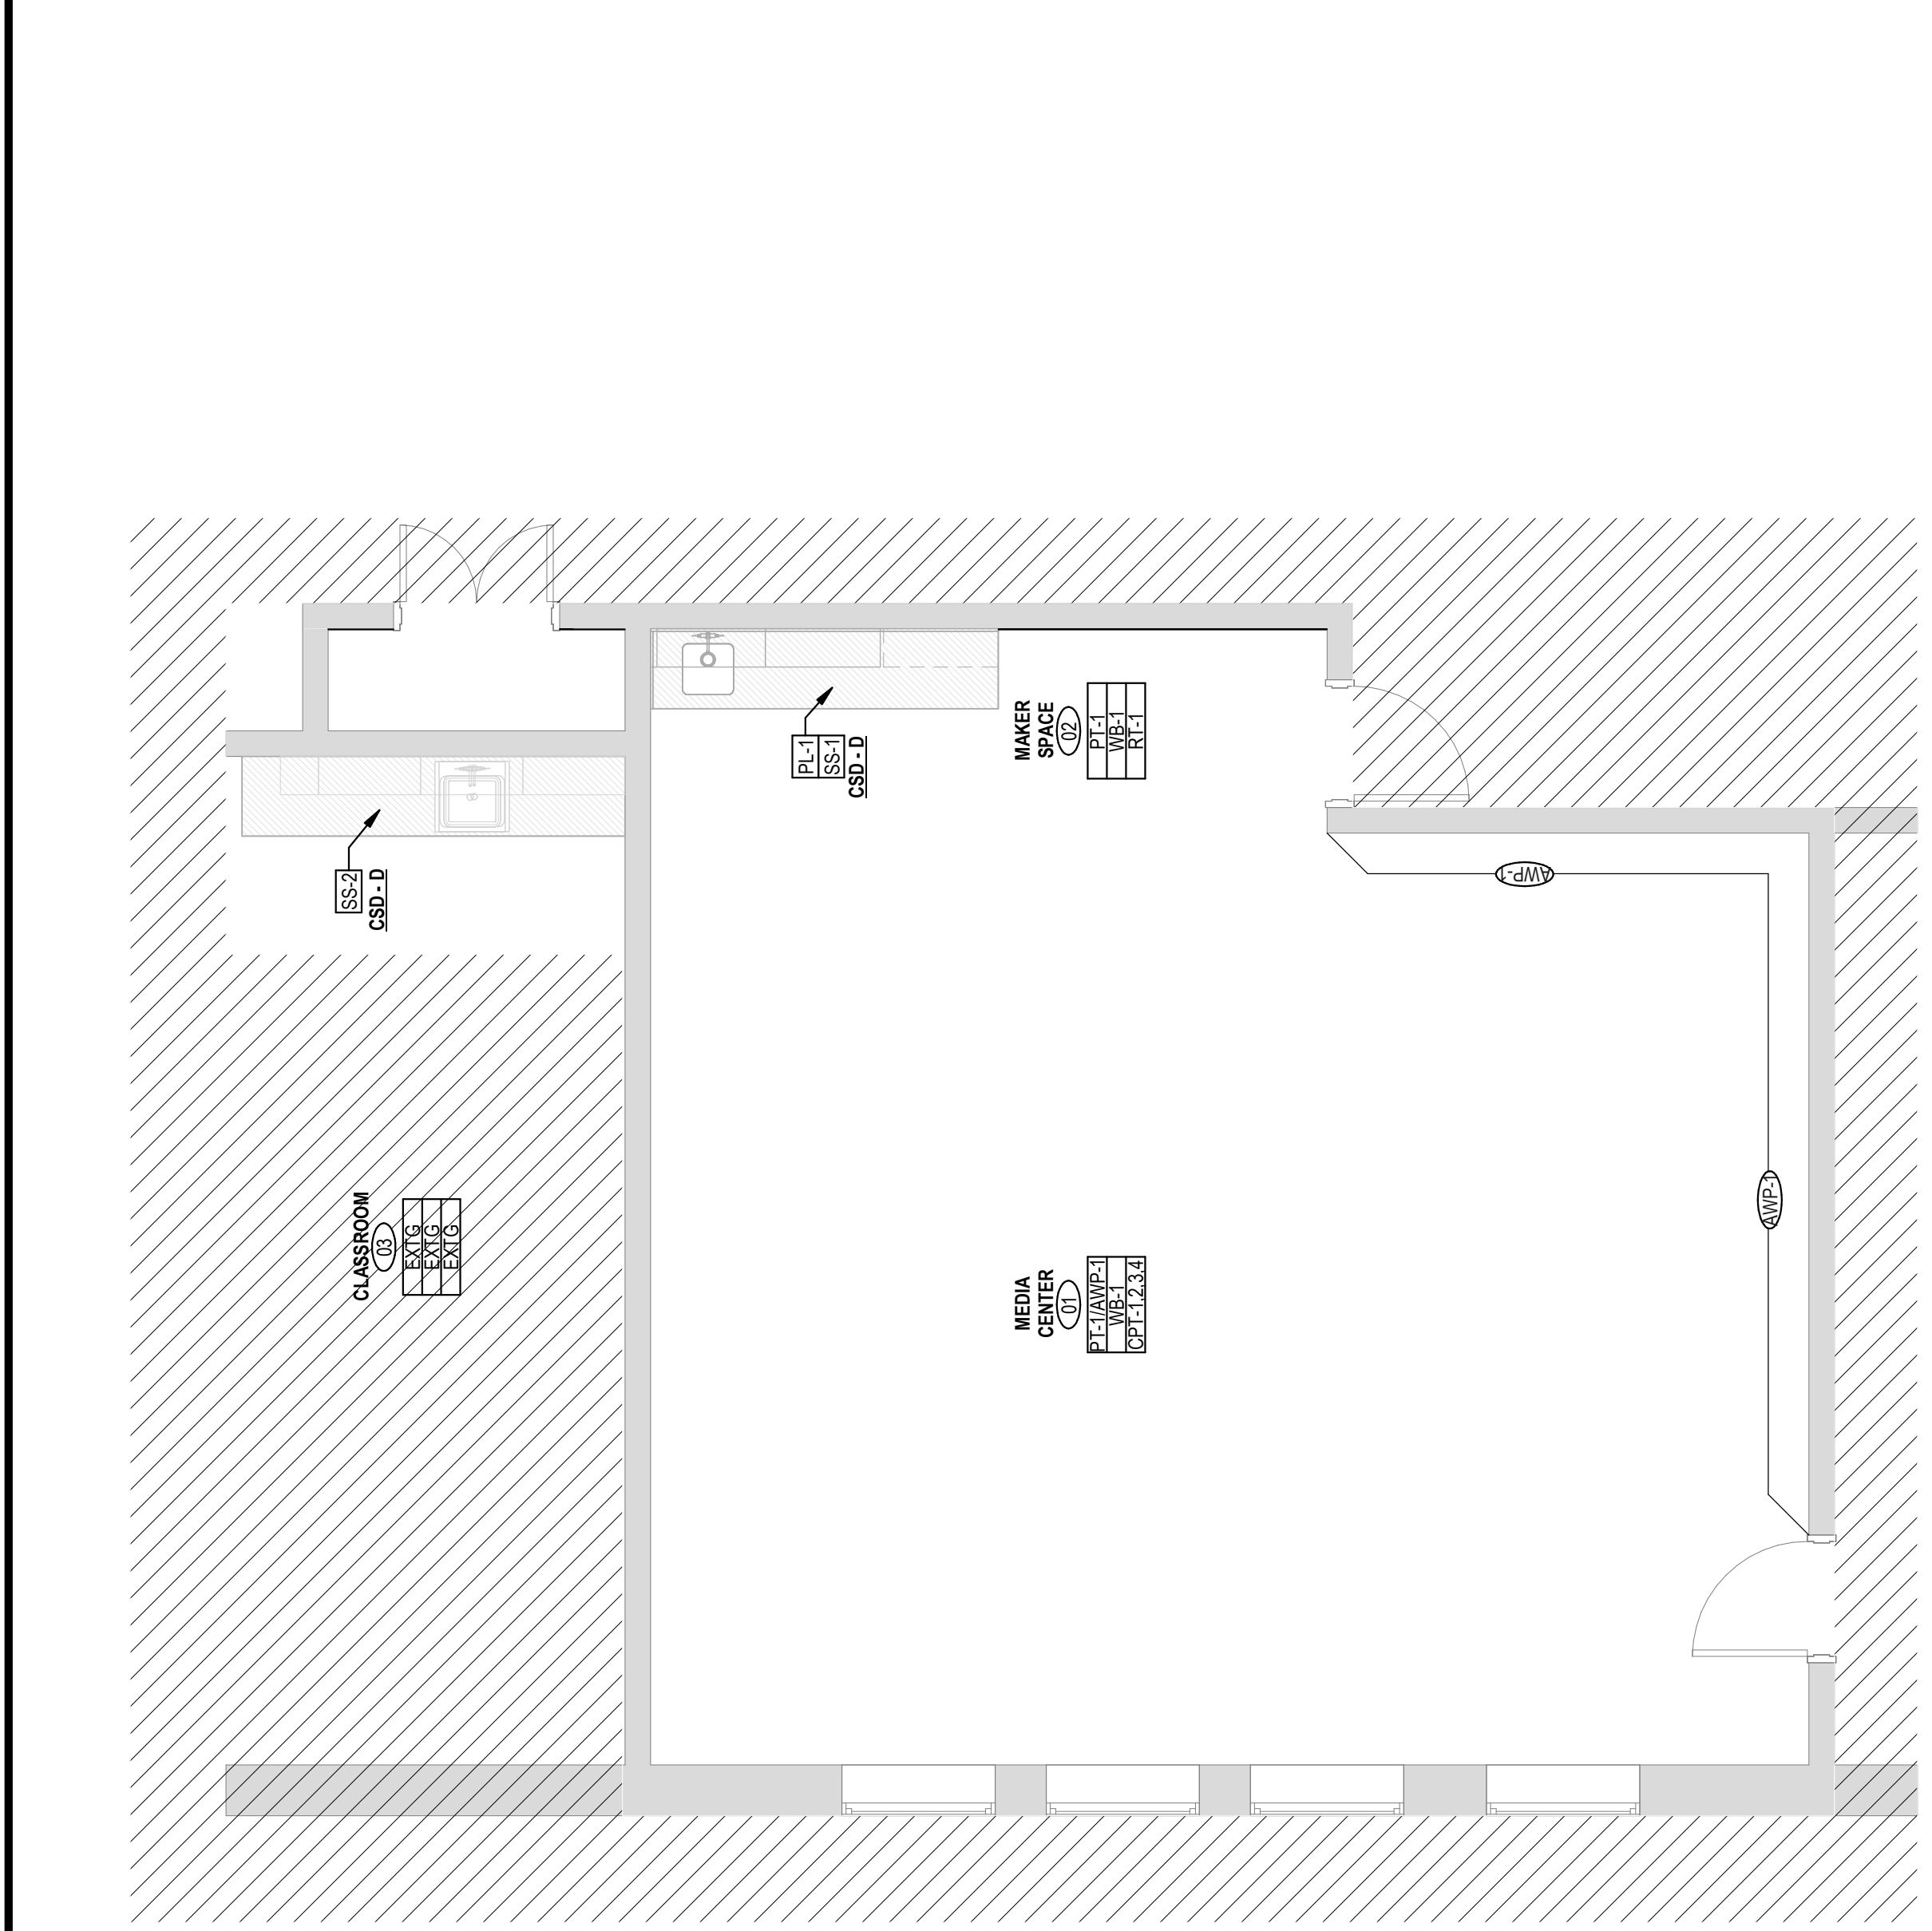 CLASSROOM
03
EXTG
EXTG
EXTG
SS-2
CSD - D
PL-1
SS-1
CSD - D
MEDIA
CENTER
01
PT-1/AWP-1
WB-1
CPT-1,2,3,4
MAKER
SPACE
02
PT-1
WB-1
RT-1
AWP-1
AWP-1